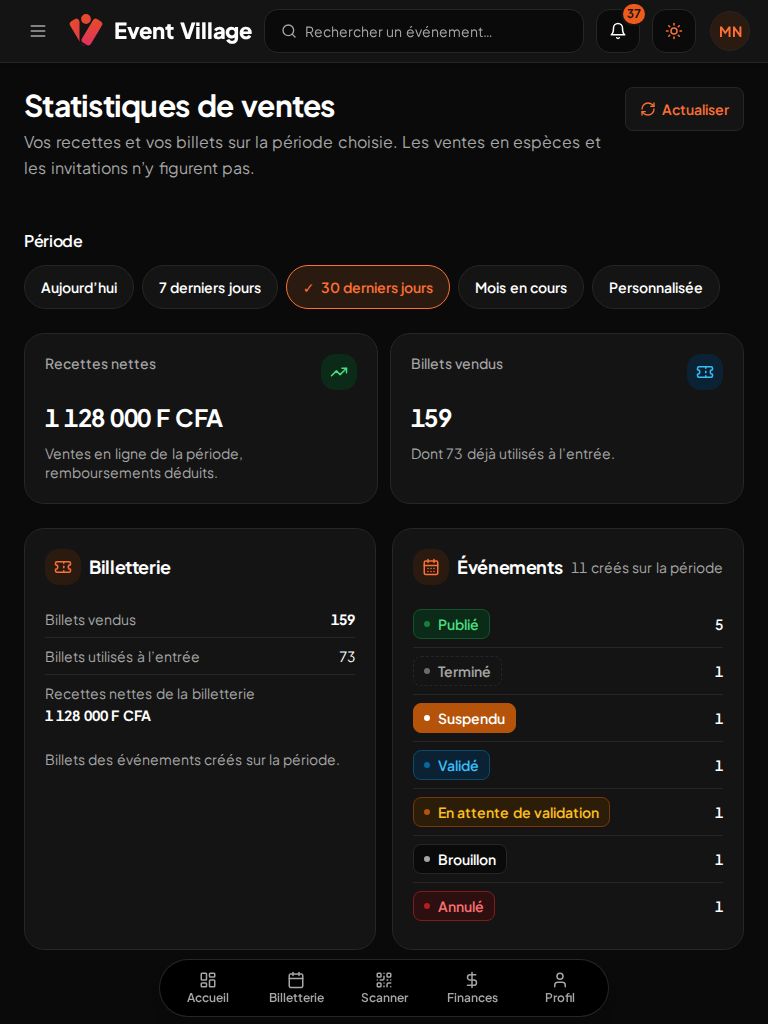 Event Village
Rechercher un événement…
37
MN
Statistiques de ventes
Actualiser
Vos recettes et vos billets sur la période choisie. Les ventes en espèces et
les invitations n'y figurent pas.
Période
Aujourd'hui
7 derniers jours
✓ 30 derniers jours
Mois en cours
Personnalisée
Recettes nettes
1 128 000 F CFA
Ventes en ligne de la période,
remboursements déduits.
Billets vendus
159
Dont 73 déjà utilisés à l'entrée.
Billetterie
Billets vendus 159
Billets utilisés à l'entrée 73
Recettes nettes de la billetterie
1 128 000 F CFA
Billets des événements créés sur la période.
Événements 11 créés sur la période
Publié 5
Terminé 1
Suspendu 1
Validé 1
En attente de validation 1
Brouillon 1
Annulé 1
Accueil
Billetterie
Scanner
Finances
Profil